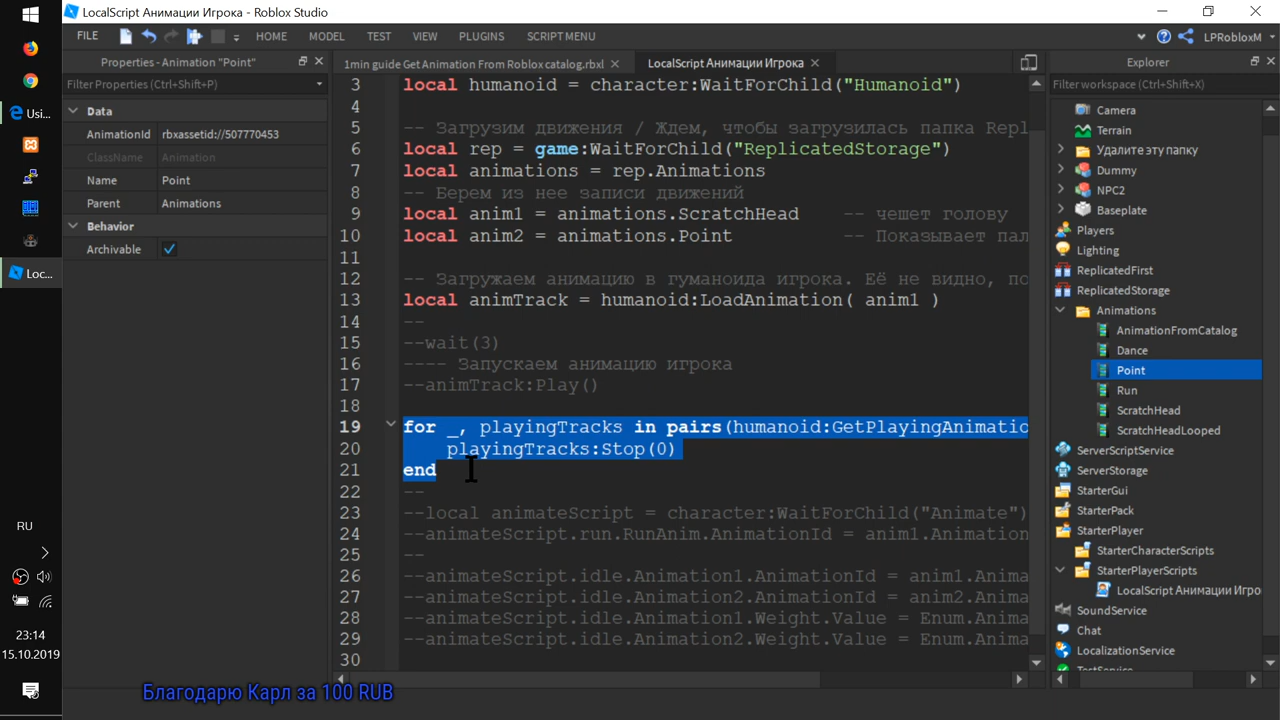 LocalScript Анимации Игрока - Roblox Studio
FILE
HOME
MODEL
TEST
VIEW
PLUGINS
SCRIPT MENU
LPRobloxM
Usi...
Loc...
RU
23:14
15.10.2019
Properties - Animation "Point"
Filter Properties (Ctrl+Shift+P)
Data
AnimationId rbxassetid://507770453
ClassName Animation
Name Point
Parent Animations
Behavior
Archivable
1min guide Get Animation From Roblox catalog.rbxl
LocalScript Анимации Игрока
3 local humanoid = character:WaitForChild("Humanoid")
4
5 -- Загрузим движения / Ждем, чтобы загрузилась папка Repl
6 local rep = game:WaitForChild("ReplicatedStorage")
7 local animations = rep.Animations
8 -- Берем из нее записи движений
9 local anim1 = animations.ScratchHead -- чешет голову
10 local anim2 = animations.Point -- Показывает пал
11
12 -- Загружаем анимацию в гуманоида игрока. Её не видно, по
13 local animTrack = humanoid:LoadAnimation( anim1 )
14 --
15 --wait(3)
16 ---- Запускаем анимацию игрока
17 --animTrack:Play()
18
19 for _, playingTracks in pairs(humanoid:GetPlayingAnimatio
20 playingTracks:Stop(0)
21 end
22 --
23 --local animateScript = character:WaitForChild("Animate")
24 --animateScript.run.RunAnim.AnimationId = anim1.Animation
25 --
26 --animateScript.idle.Animation1.AnimationId = anim1.Anima
27 --animateScript.idle.Animation2.AnimationId = anim2.Anima
28 --animateScript.idle.Animation1.Weight.Value = Enum.Anima
29 --animateScript.idle.Animation2.Weight.Value = Enum.Anima
30
Explorer
Filter workspace (Ctrl+Shift+X)
Camera
Terrain
Удалите эту папку
Dummy
NPC2
Baseplate
Players
Lighting
ReplicatedFirst
ReplicatedStorage
Animations
AnimationFromCatalog
Dance
Point
Run
ScratchHead
ScratchHeadLooped
ServerScriptService
ServerStorage
StarterGui
StarterPack
StarterPlayer
StarterCharacterScripts
StarterPlayerScripts
LocalScript Анимации Игро
SoundService
Chat
LocalizationService
TestService
Благодарю Карл за 100 RUB